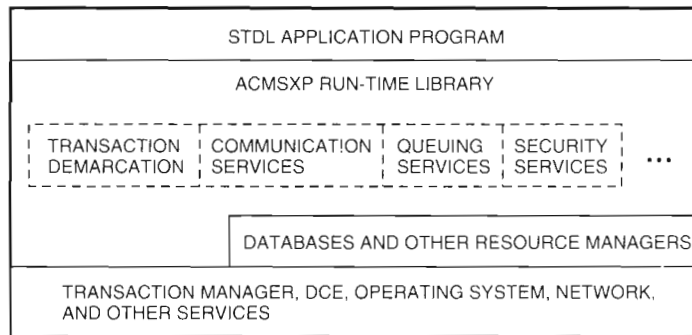 STDL APPLICATION PROGRAM
ACMSXP RUN-TIME LIBRARY
TRANSACTION DEMARCATION
COMMUNICATION SERVICES
QUEUING SERVICES
SECURITY SERVICES
...
DATABASES AND OTHER RESOURCE MANAGERS
TRANSACTION MANAGER, DCE, OPERATING SYSTEM, NETWORK,
AND OTHER SERVICES